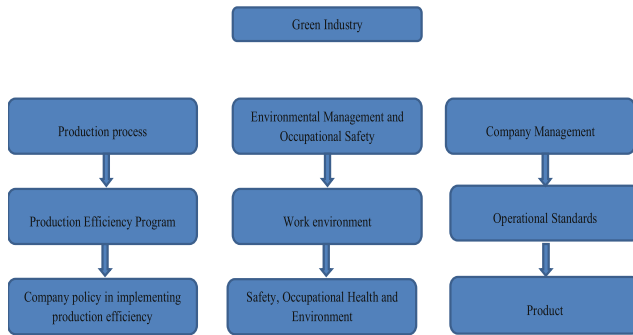 Green Industry
Production process
Environmental Management and
Occupational Safety
Company Management
Production Efficiency Program
Work environment
Operational Standards
Company policy in implementing
production efficiency
Safety, Occupational Health and
Environment
Product